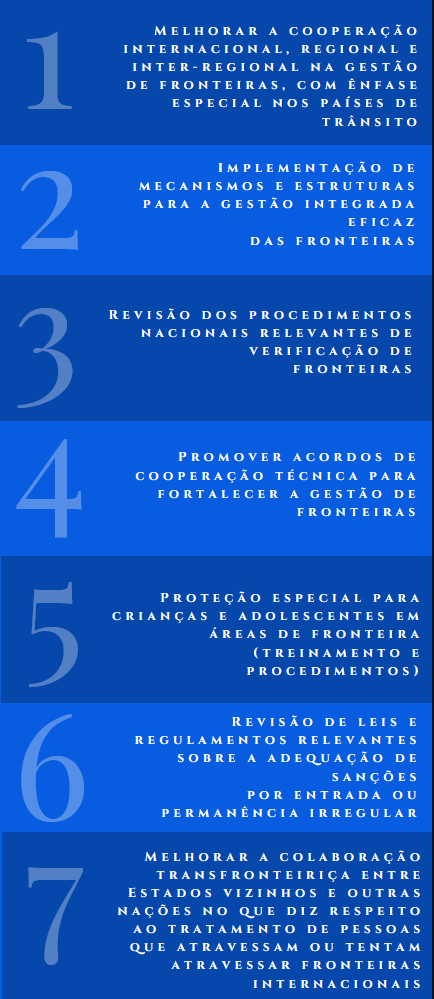 1
Melhorar a cooperação
internacional, regional e
inter-regional na gestão
de fronteiras, com ênfase
especial nos países de
trânsito
2
Implementação de
mecanismos e estruturas
para a gestão integrada
eficaz
das fronteiras
3
Revisão dos procedimentos
nacionais relevantes de
verificação de
fronteiras
4
Promover acordos de
cooperação técnica para
fortalecer a gestão de
fronteiras
5
Proteção especial para
crianças e adolescentes em
áreas de fronteira
(treinamento e
procedimentos)
6
Revisão de leis e
regulamentos relevantes
sobre a adequação de
sanções
por entrada ou
permanência irregular
7
Melhorar a colaboração
transfronteiriça entre
Estados vizinhos e outras
nações no que diz respeito
ao tratamento de pessoas
que atravessam ou tentam
atravessar fronteiras
internacionais